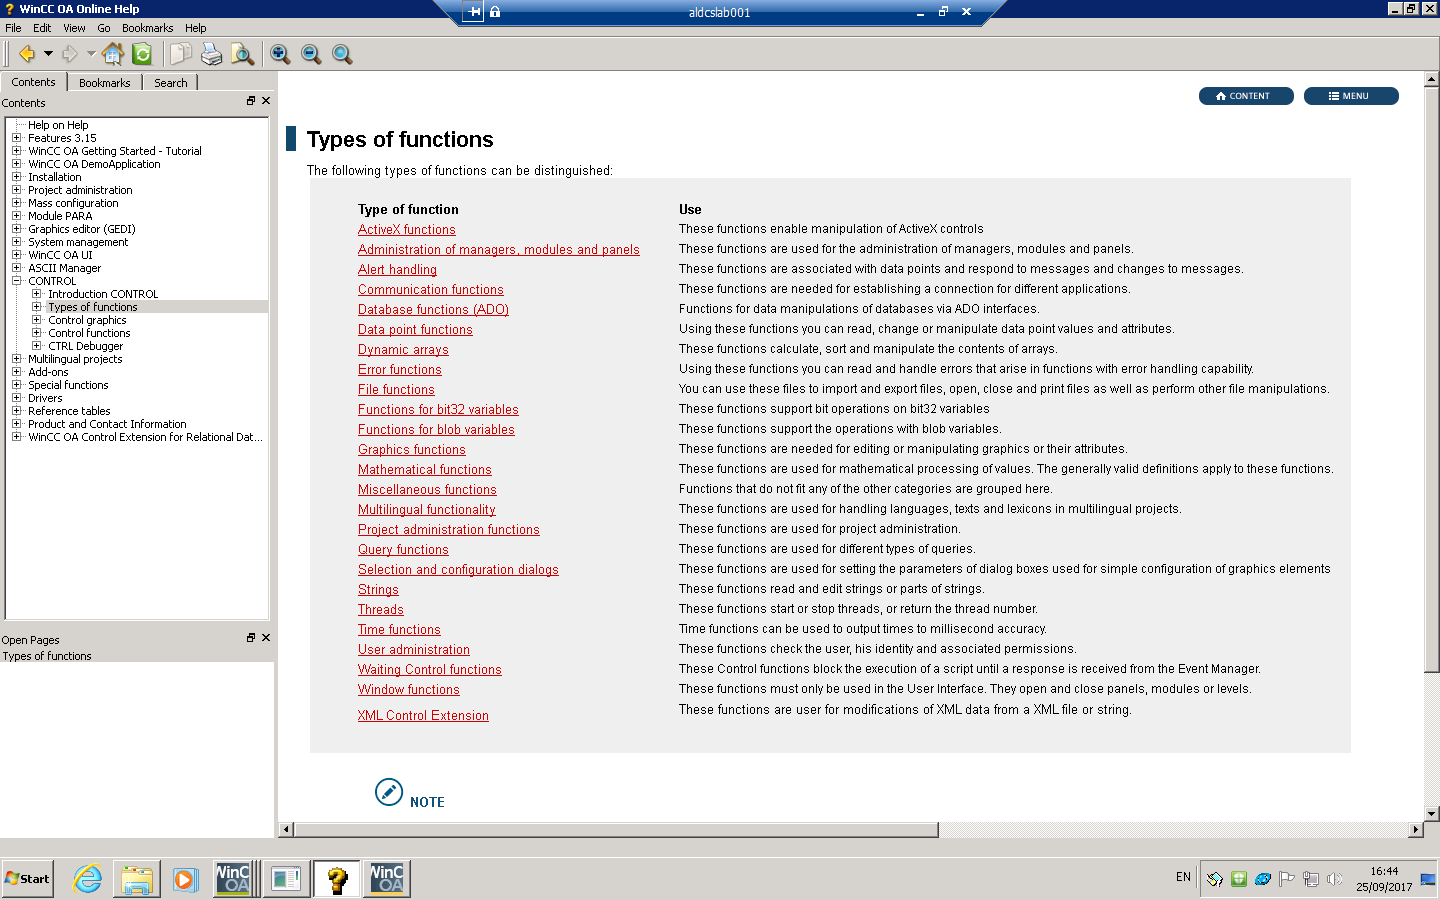 WinCC OA Online Help
aldcslab001
File Edit View Go Bookmarks Help
Contents Bookmarks Search
Contents
Help on Help
Features 3.15
WinCC OA Getting Started - Tutorial
WinCC OA DemoApplication
Installation
Project administration
Mass configuration
Module PARA
Graphics editor (GEDI)
System management
WinCC OA UI
ASCII Manager
CONTROL
Introduction CONTROL
Types of functions
Control graphics
Control functions
CTRL Debugger
Multilingual projects
Add-ons
Special functions
Drivers
Reference tables
Product and Contact Information
WinCC OA Control Extension for Relational Dat...
Open Pages
Types of functions
CONTENT MENU
Types of functions
The following types of functions can be distinguished:
Type of function Use
ActiveX functions These functions enable manipulation of ActiveX controls
Administration of managers, modules and panels These functions are used for the administration of managers, modules and panels.
Alert handling These functions are associated with data points and respond to messages and changes to messages.
Communication functions These functions are needed for establishing a connection for different applications.
Database functions (ADO) Functions for data manipulations of databases via ADO interfaces.
Data point functions Using these functions you can read, change or manipulate data point values and attributes.
Dynamic arrays These functions calculate, sort and manipulate the contents of arrays.
Error functions Using these functions you can read and handle errors that arise in functions with error handling capability.
File functions You can use these files to import and export files, open, close and print files as well as perform other file manipulations.
Functions for bit32 variables These functions support bit operations on bit32 variables
Functions for blob variables These functions support the operations with blob variables.
Graphics functions These functions are needed for editing or manipulating graphics or their attributes.
Mathematical functions These functions are used for mathematical processing of values. The generally valid definitions apply to these functions.
Miscellaneous functions Functions that do not fit any of the other categories are grouped here.
Multilingual functionality These functions are used for handling languages, texts and lexicons in multilingual projects.
Project administration functions These functions are used for project administration.
Query functions These functions are used for different types of queries.
Selection and configuration dialogs These functions are used for setting the parameters of dialog boxes used for simple configuration of graphics elements
Strings These functions read and edit strings or parts of strings.
Threads These functions start or stop threads, or return the thread number.
Time functions Time functions can be used to output times to millisecond accuracy.
User administration These functions check the user, his identity and associated permissions.
Waiting Control functions These Control functions block the execution of a script until a response is received from the Event Manager.
Window functions These functions must only be used in the User Interface. They open and close panels, modules or levels.
XML Control Extension These functions are user for modifications of XML data from a XML file or string.
NOTE
Start
WinC
OA
WinC
OA
EN
16:44
25/09/2017